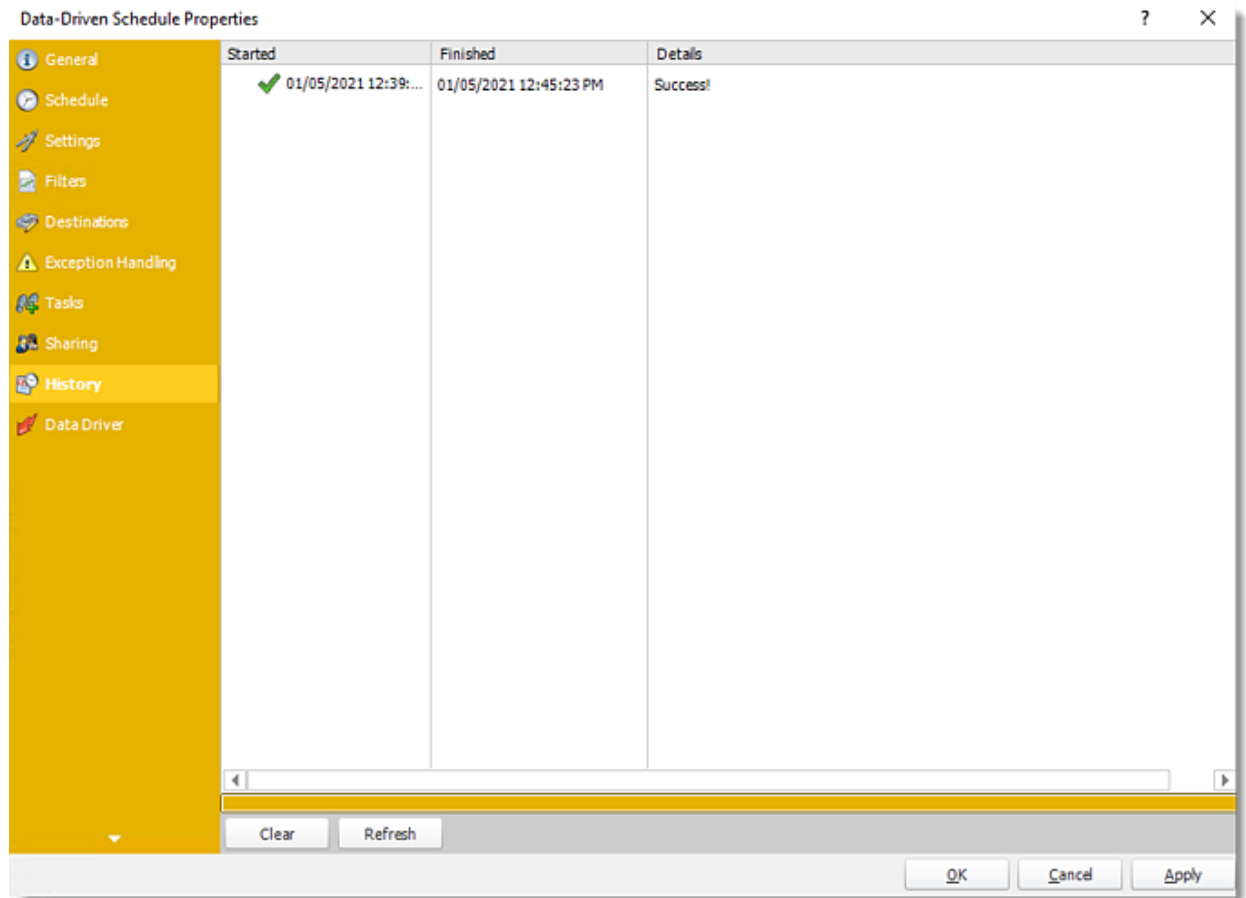 Data-Driven Schedule Properties
?
General
Schedule
Settings
Filters
Destinations
Exception Handling
Tasks
Sharing
History
Data Driver
Started Finished Details
01/05/2021 12:39:... 01/05/2021 12:45:23 PM Success!
Clear Refresh
OK Cancel Apply